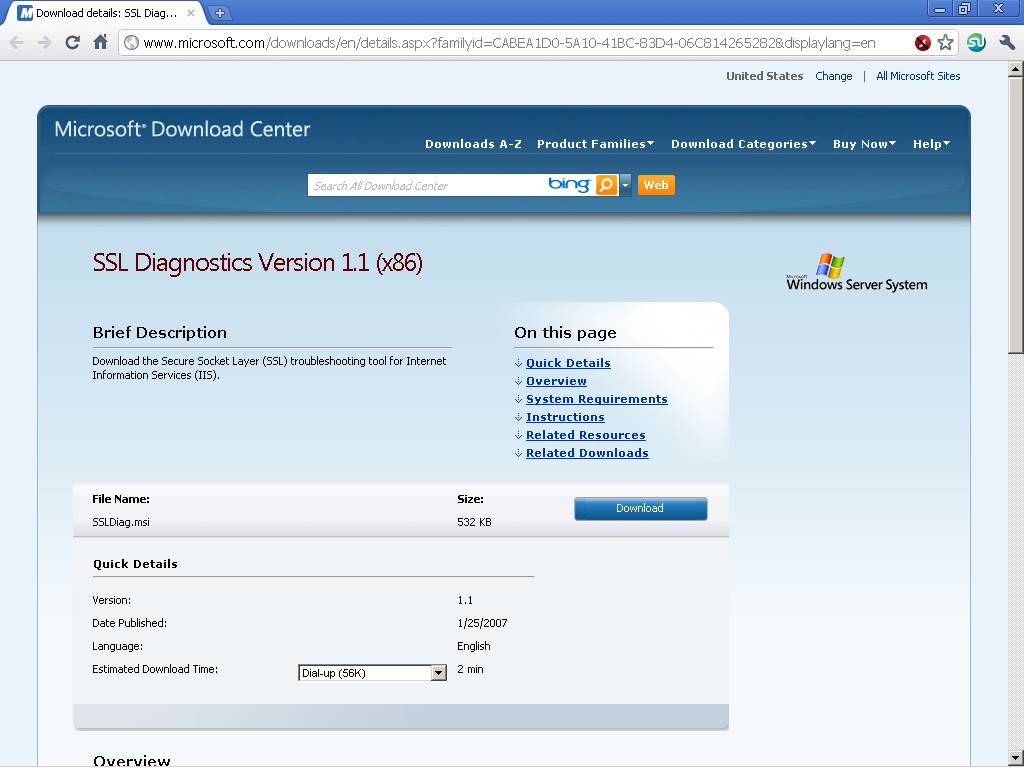 Download details: SSL Diag...
www.microsoft.com/downloads/en/details.aspx?familyid=CABEA1D0-5A10-41BC-83D4-06C814265282&displaylang=en
United States Change | All Microsoft Sites
Microsoft® Download Center
Downloads A-Z Product Families Download Categories Buy Now Help
Search All Download Center bing Web
SSL Diagnostics Version 1.1 (x86)
Microsoft
Windows Server System
Brief Description
Download the Secure Socket Layer (SSL) troubleshooting tool for Internet
Information Services (IIS).
On this page
Quick Details
Overview
System Requirements
Instructions
Related Resources
Related Downloads
File Name: Size:
Download
SSLDiag.msi 532 KB
Quick Details
Version: 1.1
Date Published: 1/25/2007
Language: English
Estimated Download Time: Dial-up (56K) 2 min
Overview